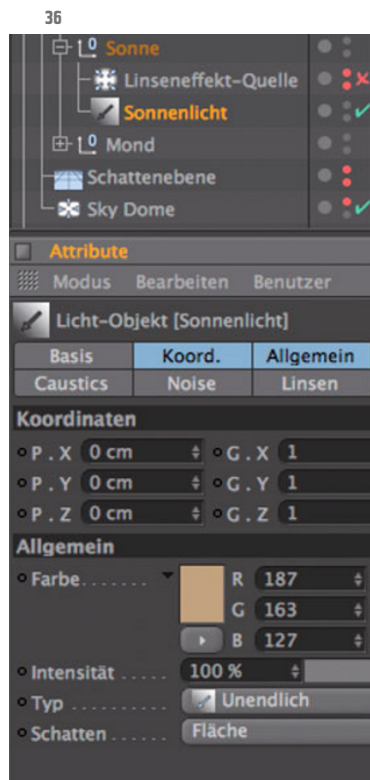 36
Sonne
Linseneffekt-Quelle
Sonnenlicht
Mond
Schattenebene
Sky Dome
Attribute
Modus Bearbeiten Benutzer
Licht-Objekt [Sonnenlicht]
Basis Koord. Allgemein
Caustics Noise Linsen
Koordinaten
P . X 0 cm G . X 1
P . Y 0 cm G . Y 1
P . Z 0 cm G . Z 1
Allgemein
Farbe....... R 187
G 163
B 127
Intensität ..... 100 %
Typ .......... Unendlich
Schatten ...... Fläche